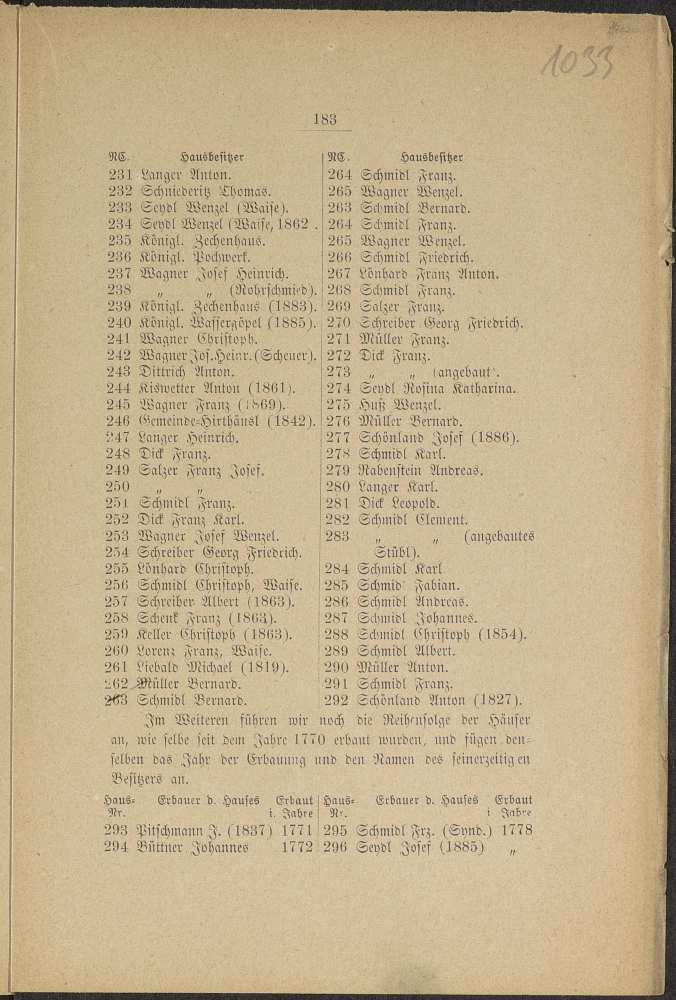 1033
183
NC. Hausbesitzer
231 Langer Anton.
232 Schniederitz Thomas.
233 Seydl Wenzel (Waise).
234 Seydl Wenzel (Waise, 1862.
235 Königl. Zechenhaus.
236 Königl. Pochwerk.
237 Wagner Josef Heinrich.
238 „ „ (Rohrschmied).
239 Königl. Zechenhaus (1883).
240 Königl. Wassergöpel (1885).
241 Wagner Christoph.
242 Wagner Jos. Heinr. (Scheuer).
243 Dittrich Anton.
244 Kiswetter Anton (1861).
245 Wagner Franz (1869).
246 Gemeinde-Hirthäusl (1842).
247 Langer Heinrich.
248 Dick Franz.
249 Salzer Franz Josef.
250 „ „
251 Schmidl Franz.
252 Dick Franz Karl.
253 Wagner Josef Wenzel.
254 Schreiber Georg Friedrich.
255 Lönhard Christoph.
256 Schmidl Christoph, Waise.
257 Schreiber Albert (1863).
258 Schenk Franz (1863).
259 Keller Christoph (1863).
260 Lorenz Franz, Waise.
261 Liebald Michael (1819).
262 Müller Bernard.
263 Schmidl Bernard.
NC. Hausbesitzer
264 Schmidl Franz.
265 Wagner Wenzel.
263 Schmidl Bernard.
264 Schmidl Franz.
265 Wagner Wenzel.
266 Schmidl Friedrich.
267 Lönhard Franz Anton.
268 Schmidl Franz.
269 Salzer Franz.
270 Schreiber Georg Friedrich.
271 Müller Franz.
272 Dick Franz.
273 „ „ (angebaut).
274 Seydl Rosina Katharina.
275 Huß Wenzel.
276 Müller Bernard.
277 Schönland Josef (1886).
278 Schmidl Karl.
279 Rabenstein Andreas.
280 Langer Karl.
281 Dick Leopold.
282 Schmidl Clement.
283 „ „ (angebautes
Stübl).
284 Schmidl Karl
285 Schmid Fabian.
286 Schmidl Andreas.
287 Schmidl Johannes.
288 Schmidl Christoph (1854).
289 Schmidl Albert.
290 Müller Anton.
291 Schmidl Franz.
292 Schönland Anton (1827).
Im Weiteren führen wir noch die Reihenfolge der Häuser
an, wie selbe seit dem Jahre 1770 erbaut wurden, und fügen den-
selben das Jahr der Erbauung und den Namen des seinerzeitigen
Besitzers an.
Haus- Erbauer d. Hauses Erbaut
Nr. i. Jahre
293 Pitschmann J. (1837) 1771
294 Büttner Johannes 1772
Haus- Erbauer d. Hauses Erbaut
Nr. i Jahre
295 Schmidl Frz. (Synd.) 1778
296 Seydl Josef (1885) „